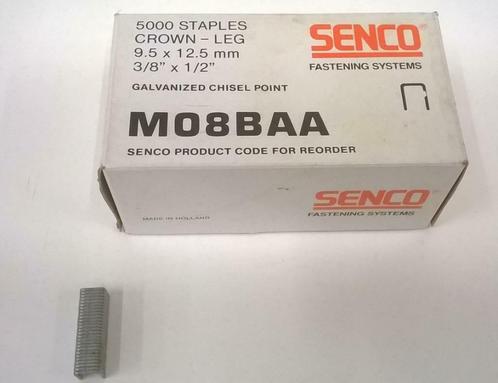 5000 STAPLES
CROWN - LEG
9.5 x 12.5 mm
3/8" x 1/2"
GALVANIZED CHISEL POINT
SENCO®
FASTENING SYSTEMS
M08BAA
SENCO PRODUCT CODE FOR REORDER
MADE IN HOLLAND
SENCO®
FASTENING SYSTEMS